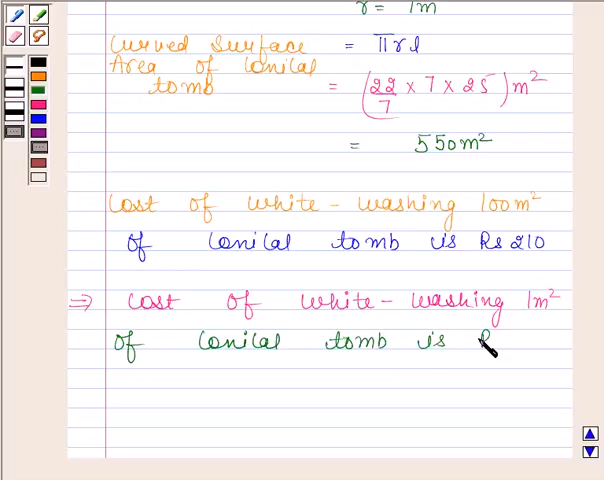 r = 7m
Curved Surface = πrl
Area of Conical
tomb = (22/7 × 7 × 25) m²
= 550m²
Cost of white-washing 100m²
of Conical tomb is Rs 210
⇒ Cost of white-washing 1m²
of Conical tomb is R